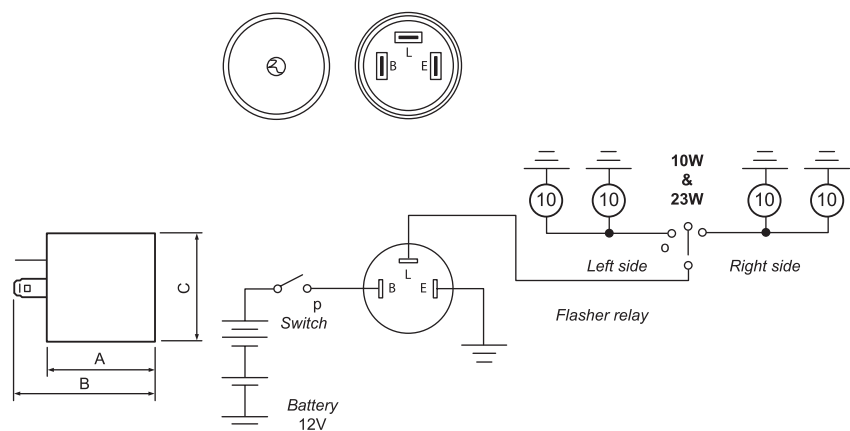 L
B E
10 10
10W
&
23W
10 10
o
Left side
Right side
L
B E
C
p
Switch
Flasher relay
A
B
Battery
12V